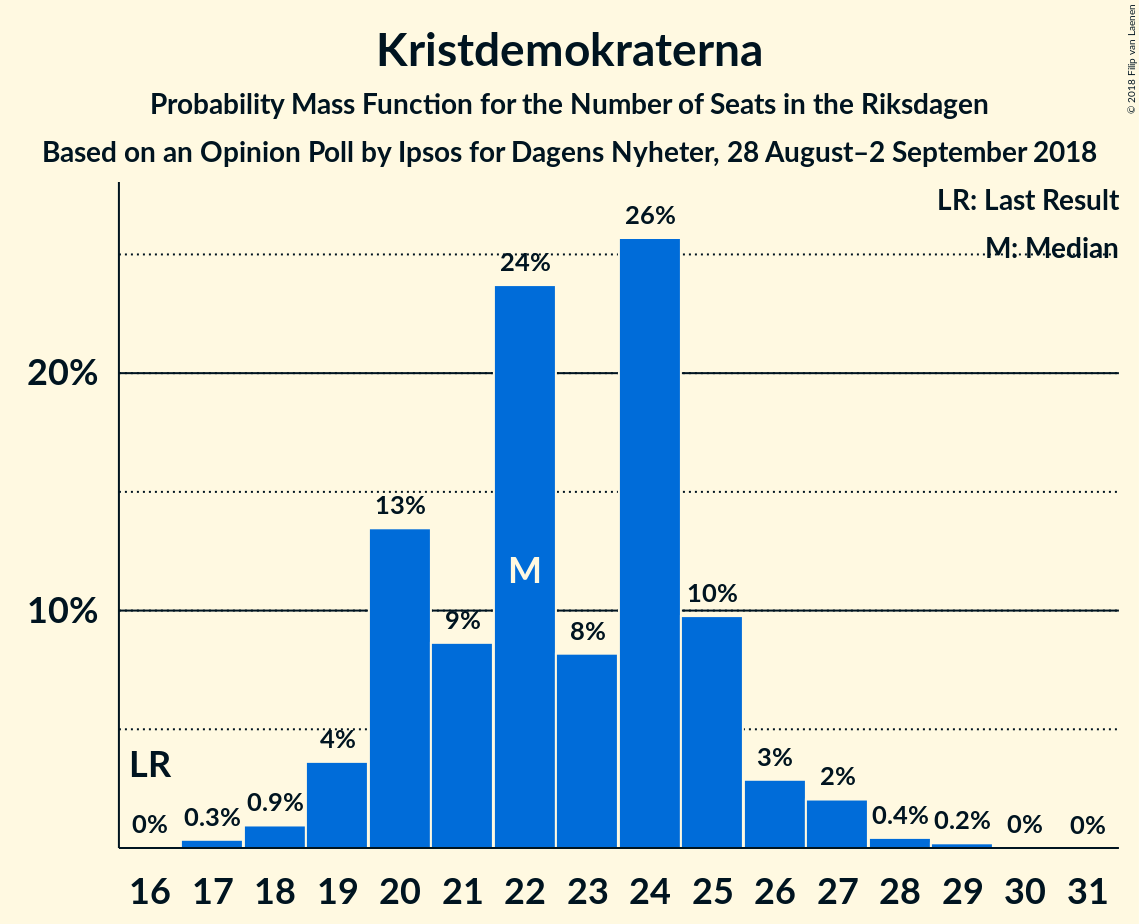 Kristdemokraterna
Probability Mass Function for the Number of Seats in the Riksdagen
Based on an Opinion Poll by Ipsos for Dagens Nyheter, 28 August–2 September 2018
© 2018 Filip van Laenen
LR: Last Result
M: Median
26%
24%
20%
13%
M
10%
10%
9%
8%
4%
LR
3%
2%
0%
0.3%
0.9%
0.4%
0.2%
0%
0%
16 17 18 19 20 21 22 23 24 25 26 27 28 29 30 31